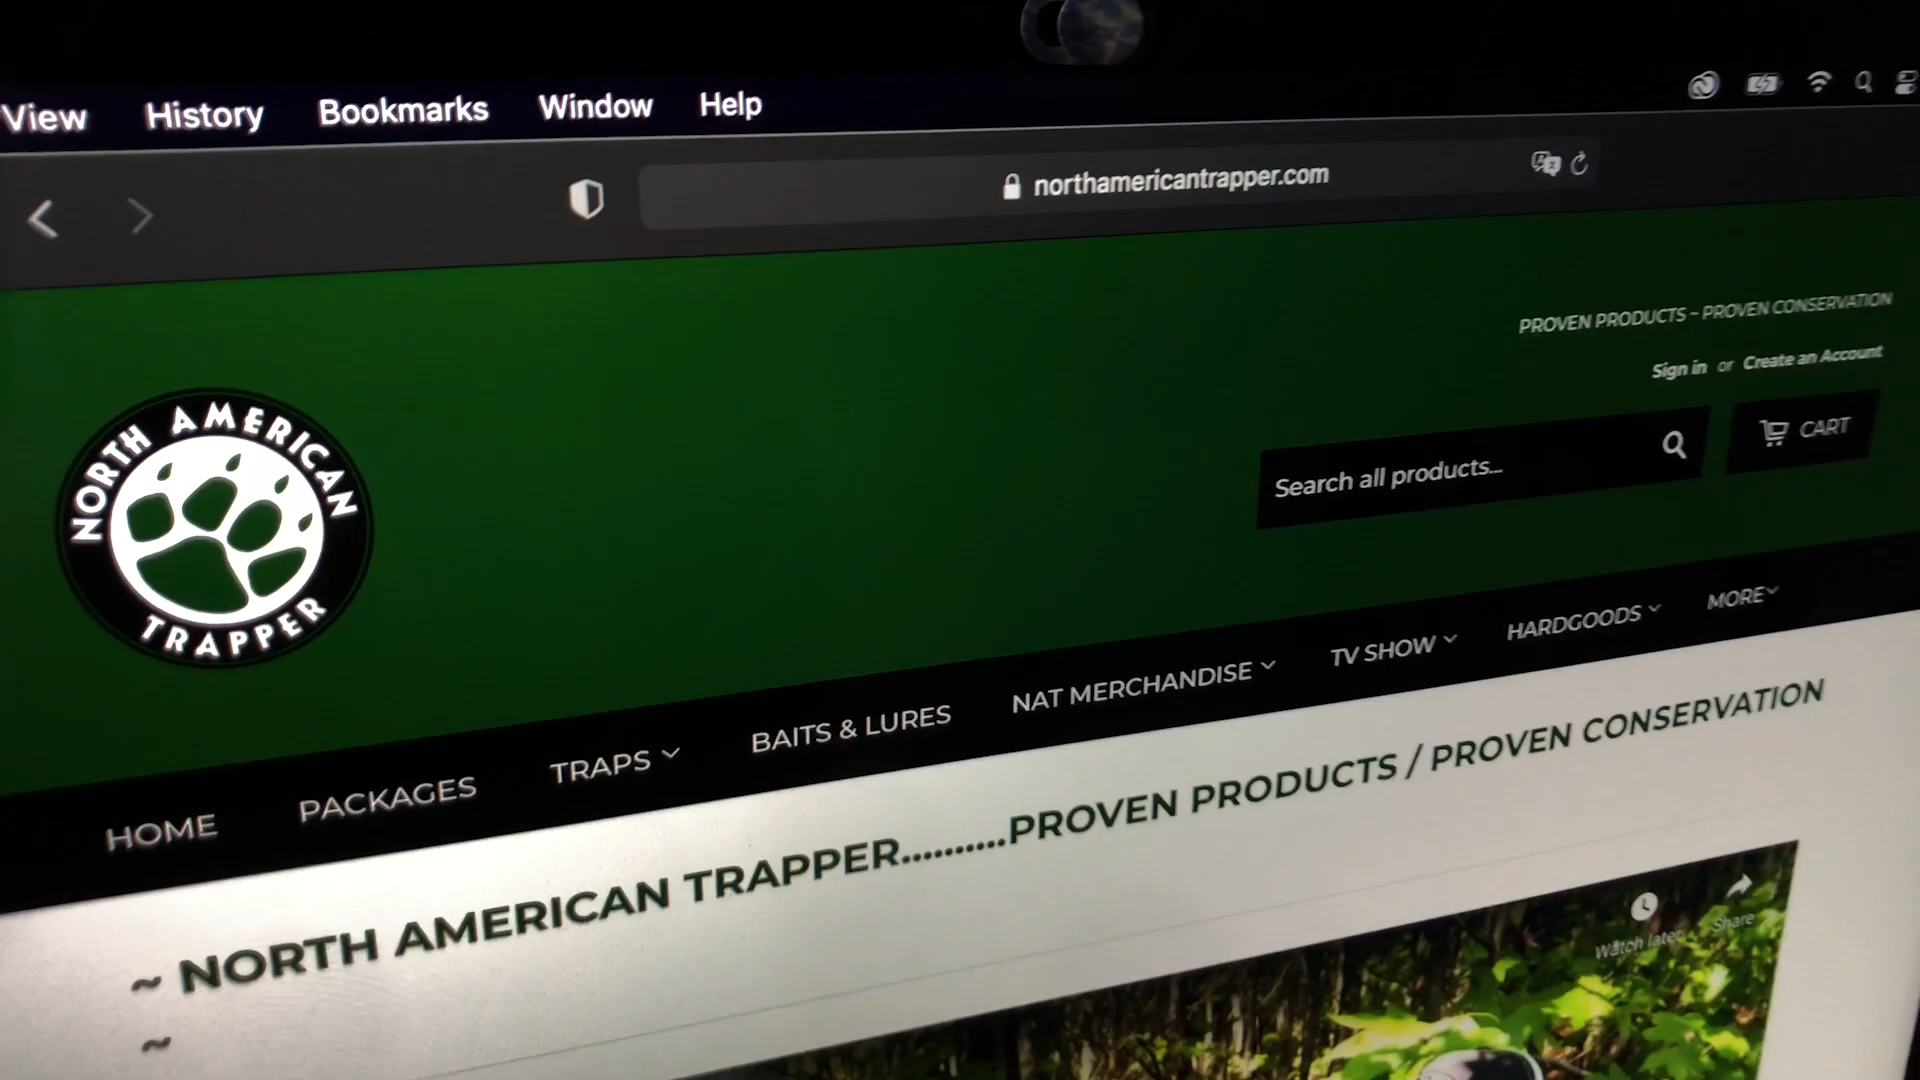 View History Bookmarks Window Help
northamericantrapper.com
PROVEN PRODUCTS ~ PROVEN CONSERVATION
Sign in or Create an Account
NORTH AMERICAN
TRAPPER
Search all products...
CART
HOME PACKAGES TRAPS BAITS & LURES NAT MERCHANDISE TV SHOW HARDGOODS MORE
~ NORTH AMERICAN TRAPPER..........PROVEN PRODUCTS / PROVEN CONSERVATION
~
Watch later Share